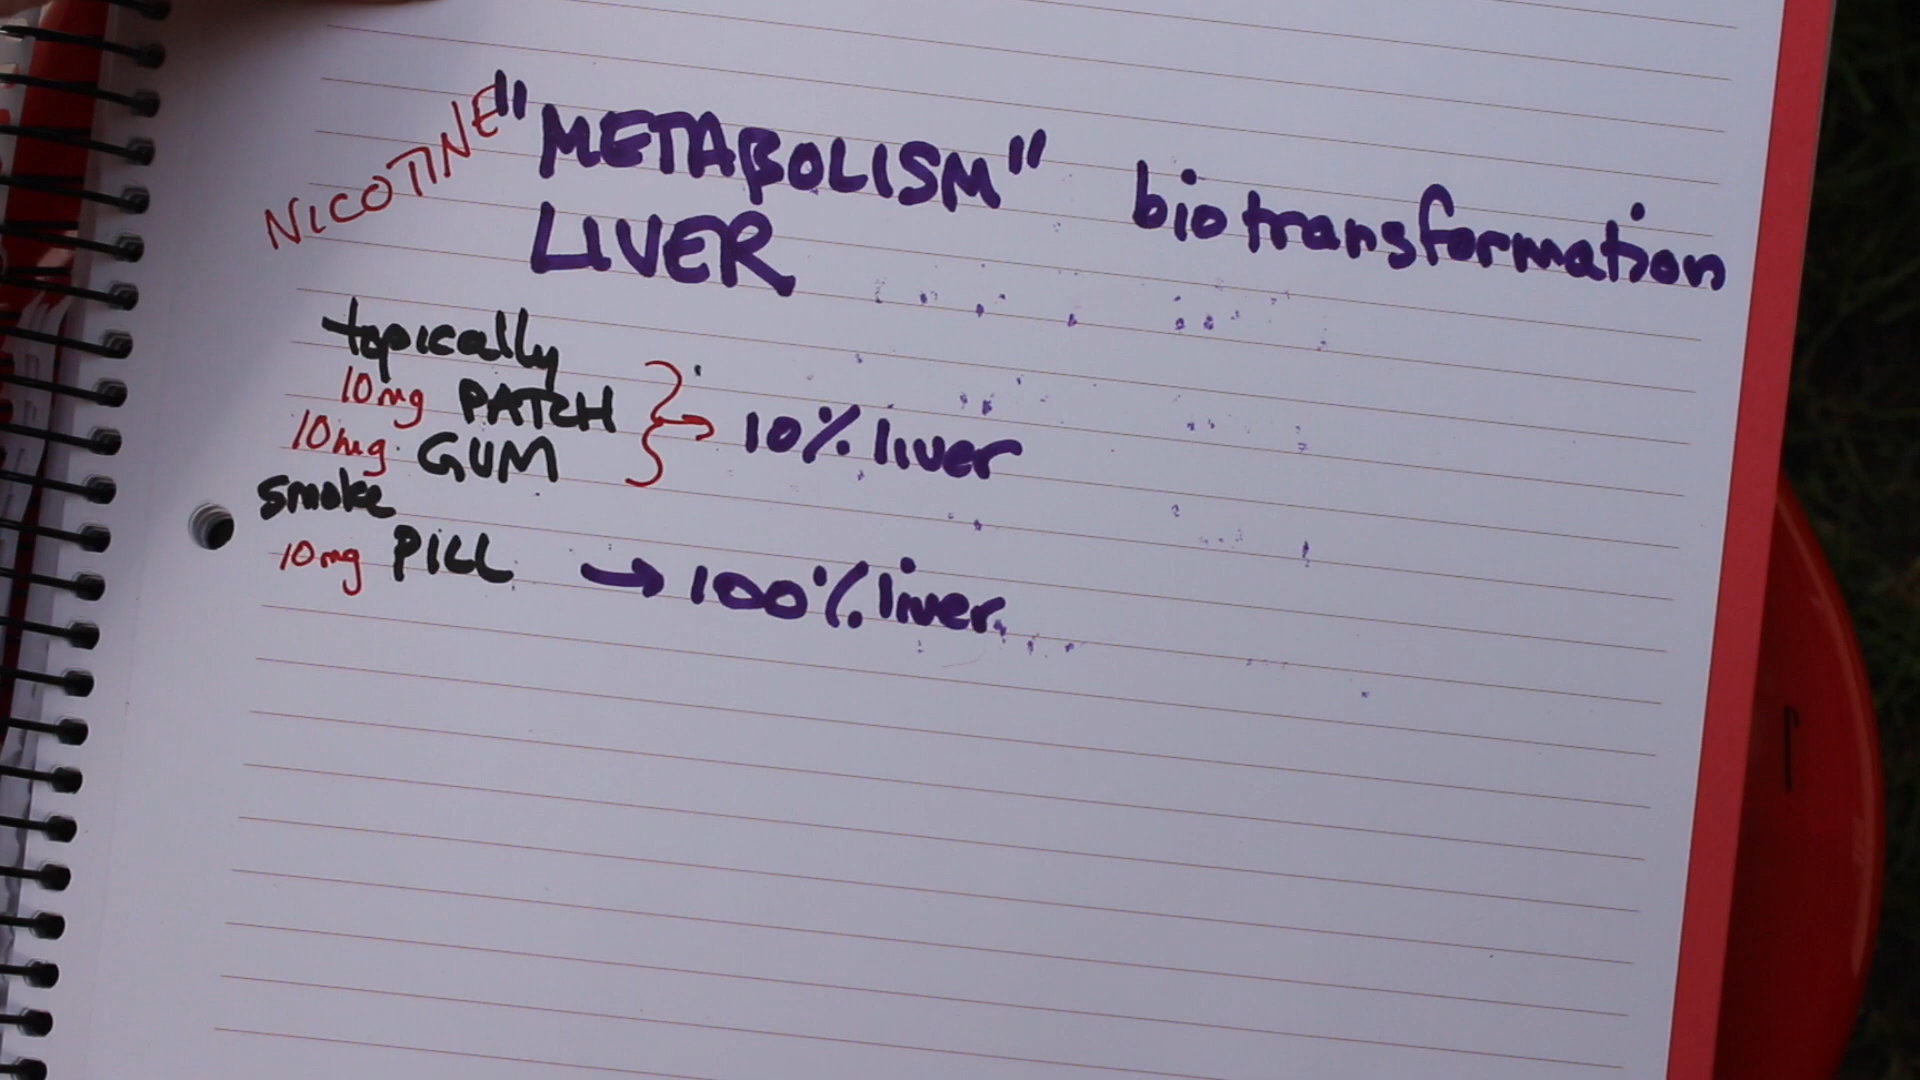 NICOTINE "METABOLISM" biotransformation
LIVER
topically
10mg PATCH
10mg. GUM → 10% liver
smoke
10mg PILL → 100% liver.